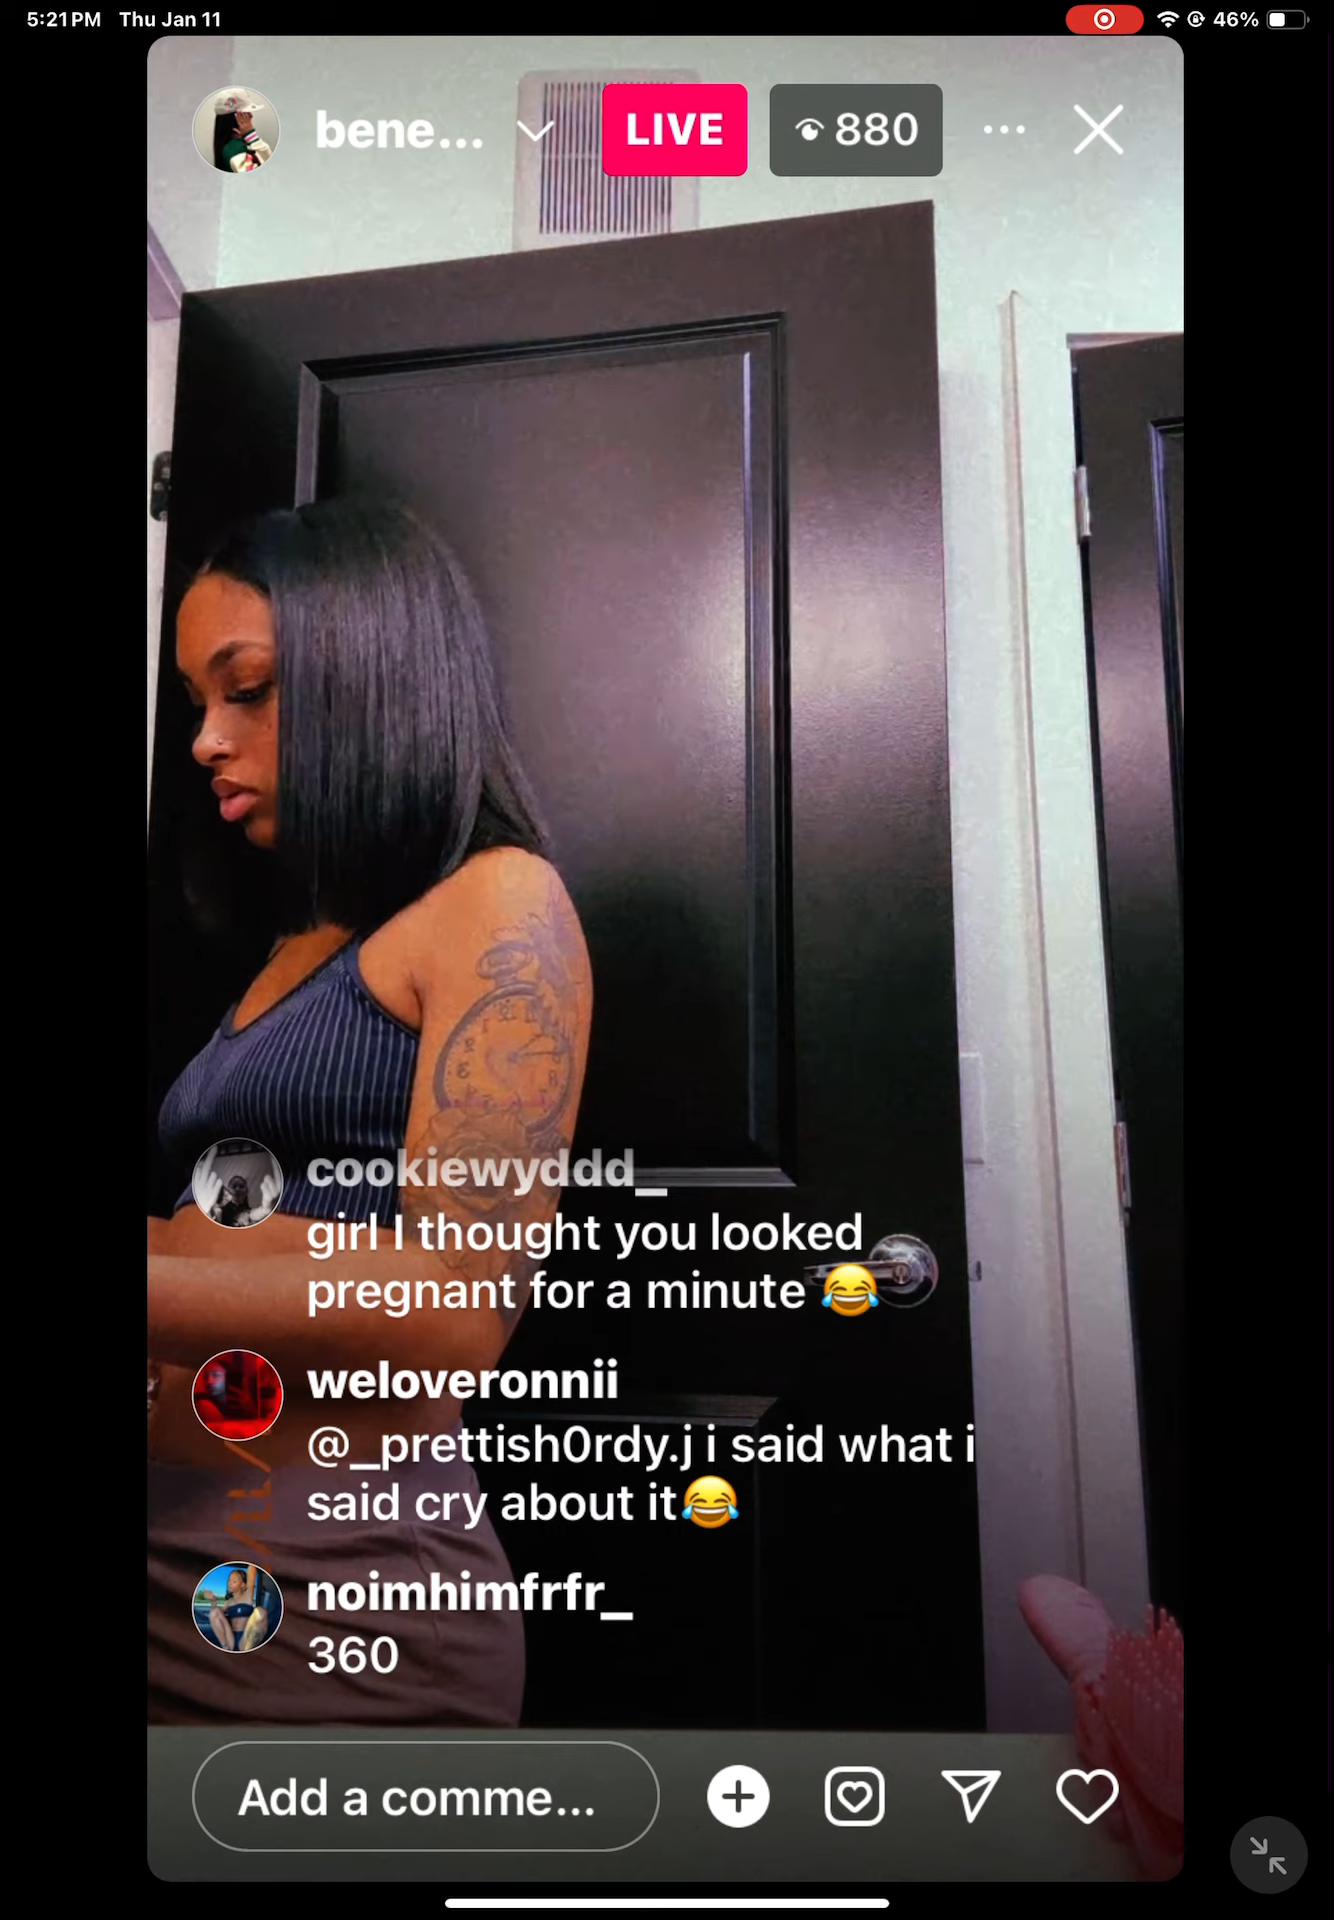 5:21 PM Thu Jan 11
46%
bene...
LIVE
880
cookiewyddd_
girl I thought you looked
pregnant for a minute 😂
weloveronnii
@_prettish0rdy.j i said what i
said cry about it😂
noimhimfrfr_
360
Add a comme...